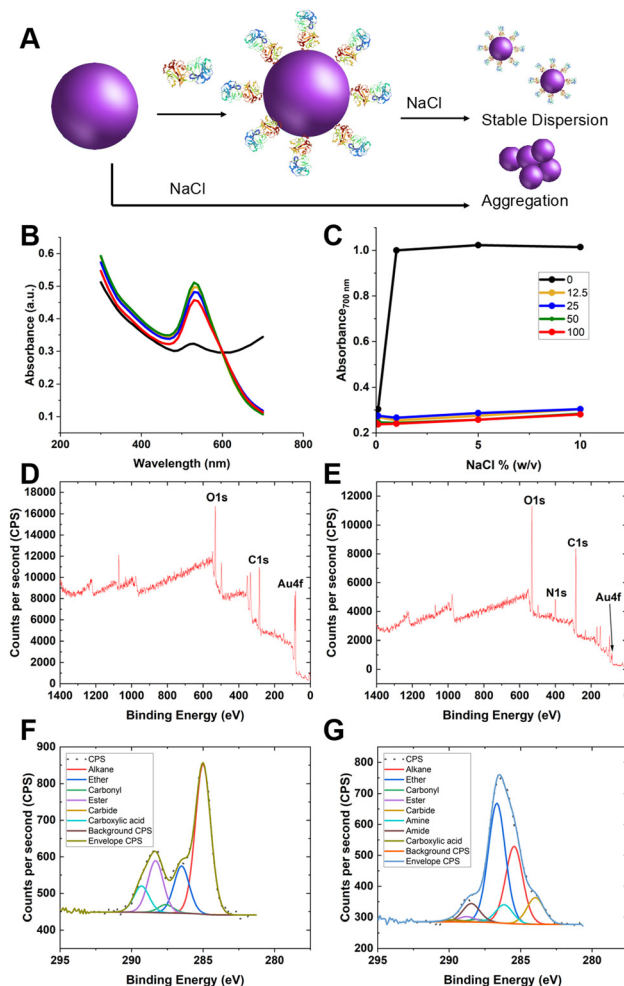 A
NaCl
Stable Dispersion
NaCl
Aggregation
B
Absorbance (a.u.)
0.6
0.5
0.4
0.3
0.2
0.1
200
400
600
800
Wavelength (nm)
C
Absorbance700 nm
1.0
0.8
0.6
0.4
0.2
0
12.5
25
50
100
0
5
10
NaCl % (w/v)
D
Counts per second (CPS)
18000
16000
14000
12000
10000
8000
6000
4000
2000
0
O1s
C1s
Au4f
1400 1200 1000 800 600 400 200 0
Binding Energy (eV)
E
Counts per second (CPS)
12000
10000
8000
6000
4000
2000
0
O1s
C1s
N1s
Au4f
1400 1200 1000 800 600 400 200 0
Binding Energy (eV)
F
Counts per second (CPS)
900
800
700
600
500
400
CPS
Alkane
Ether
Carbonyl
Ester
Carbide
Carboxylic acid
Background CPS
Envelope CPS
295 290 285 280
Binding Energy (eV)
G
Counts per second (CPS)
800
700
600
500
400
300
200
CPS
Alkane
Ether
Carbonyl
Ester
Carbide
Amine
Amide
Carboxylic acid
Background CPS
Envelope CPS
295 290 285 280
Binding Energy (eV)